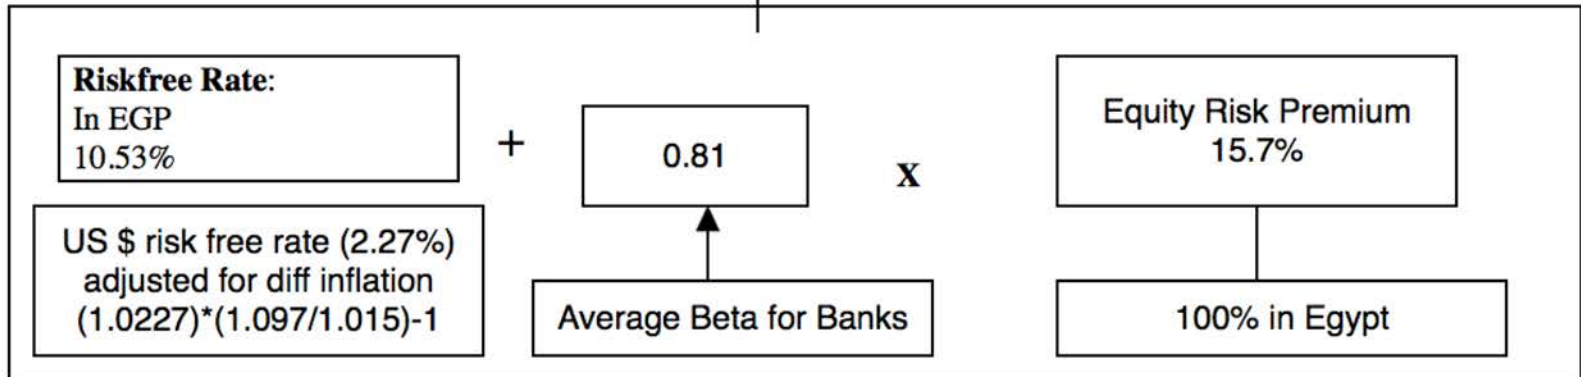 Riskfree Rate:
In EGP
10.53%
+
0.81
x
Equity Risk Premium
15.7%
US $ risk free rate (2.27%)
adjusted for diff inflation
(1.0227)*(1.097/1.015)-1
Average Beta for Banks
100% in Egypt